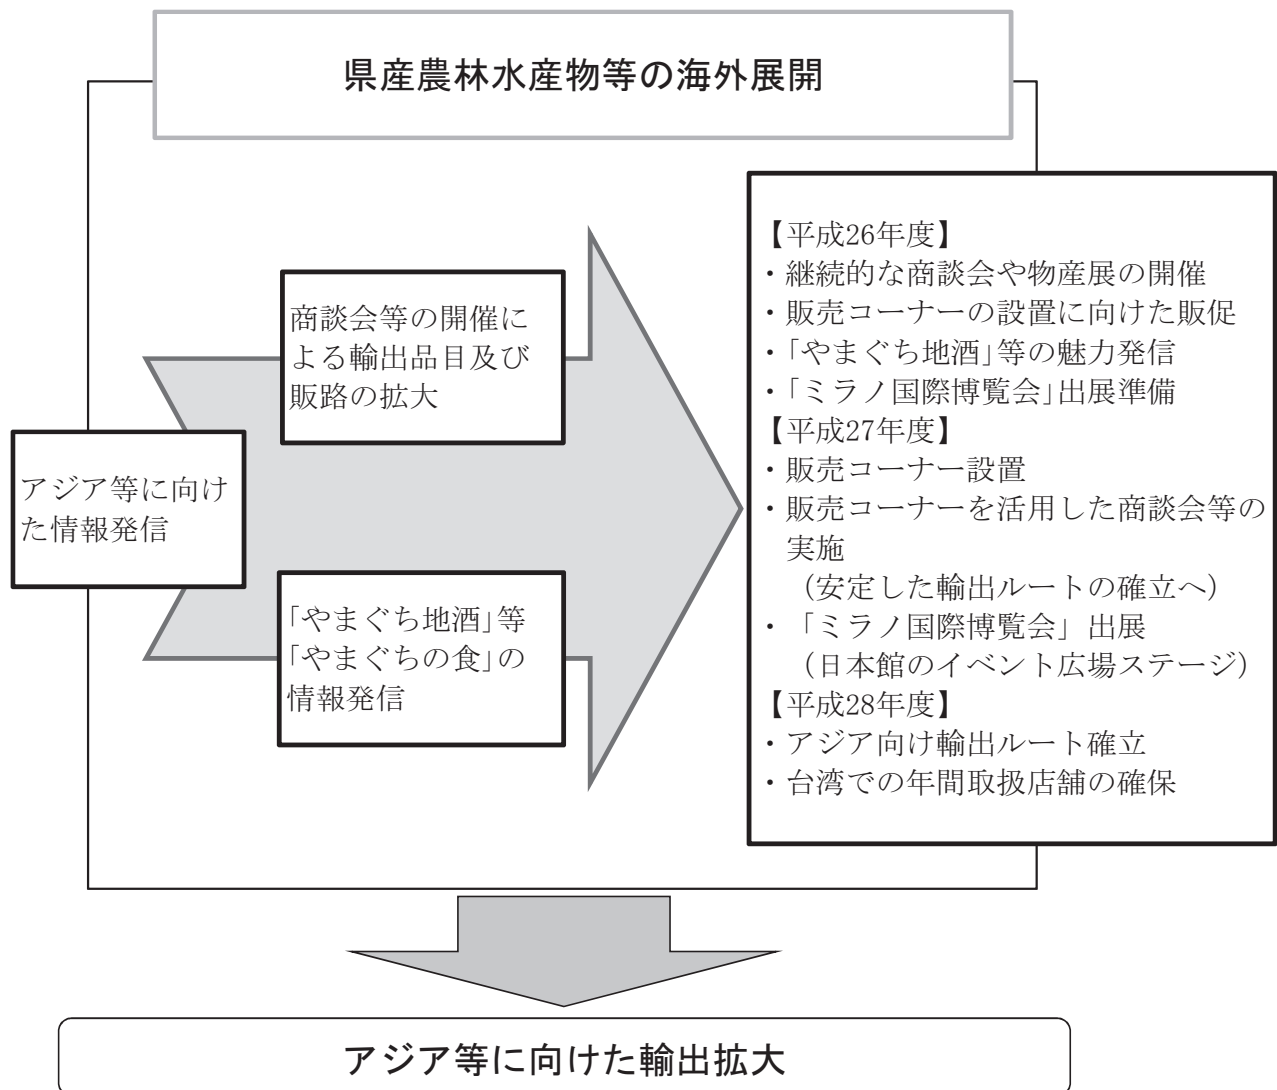 県産農林水産物等の海外展開
アジア等に向け
た情報発信
商談会等の開催に
よる輸出品目及び
販路の拡大
「やまぐち地酒」等
「やまぐちの食」の
情報発信
【平成26年度】
・継続的な商談会や物産展の開催
・販売コーナーの設置に向けた販促
・「やまぐち地酒」等の魅力発信
・「ミラノ国際博覧会」出展準備
【平成27年度】
・販売コーナー設置
・販売コーナーを活用した商談会等の
実施
（安定した輸出ルートの確立へ）
・「ミラノ国際博覧会」出展
（日本館のイベント広場ステージ）
【平成28年度】
・アジア向け輸出ルート確立
・台湾での年間取扱店舗の確保
アジア等に向けた輸出拡大